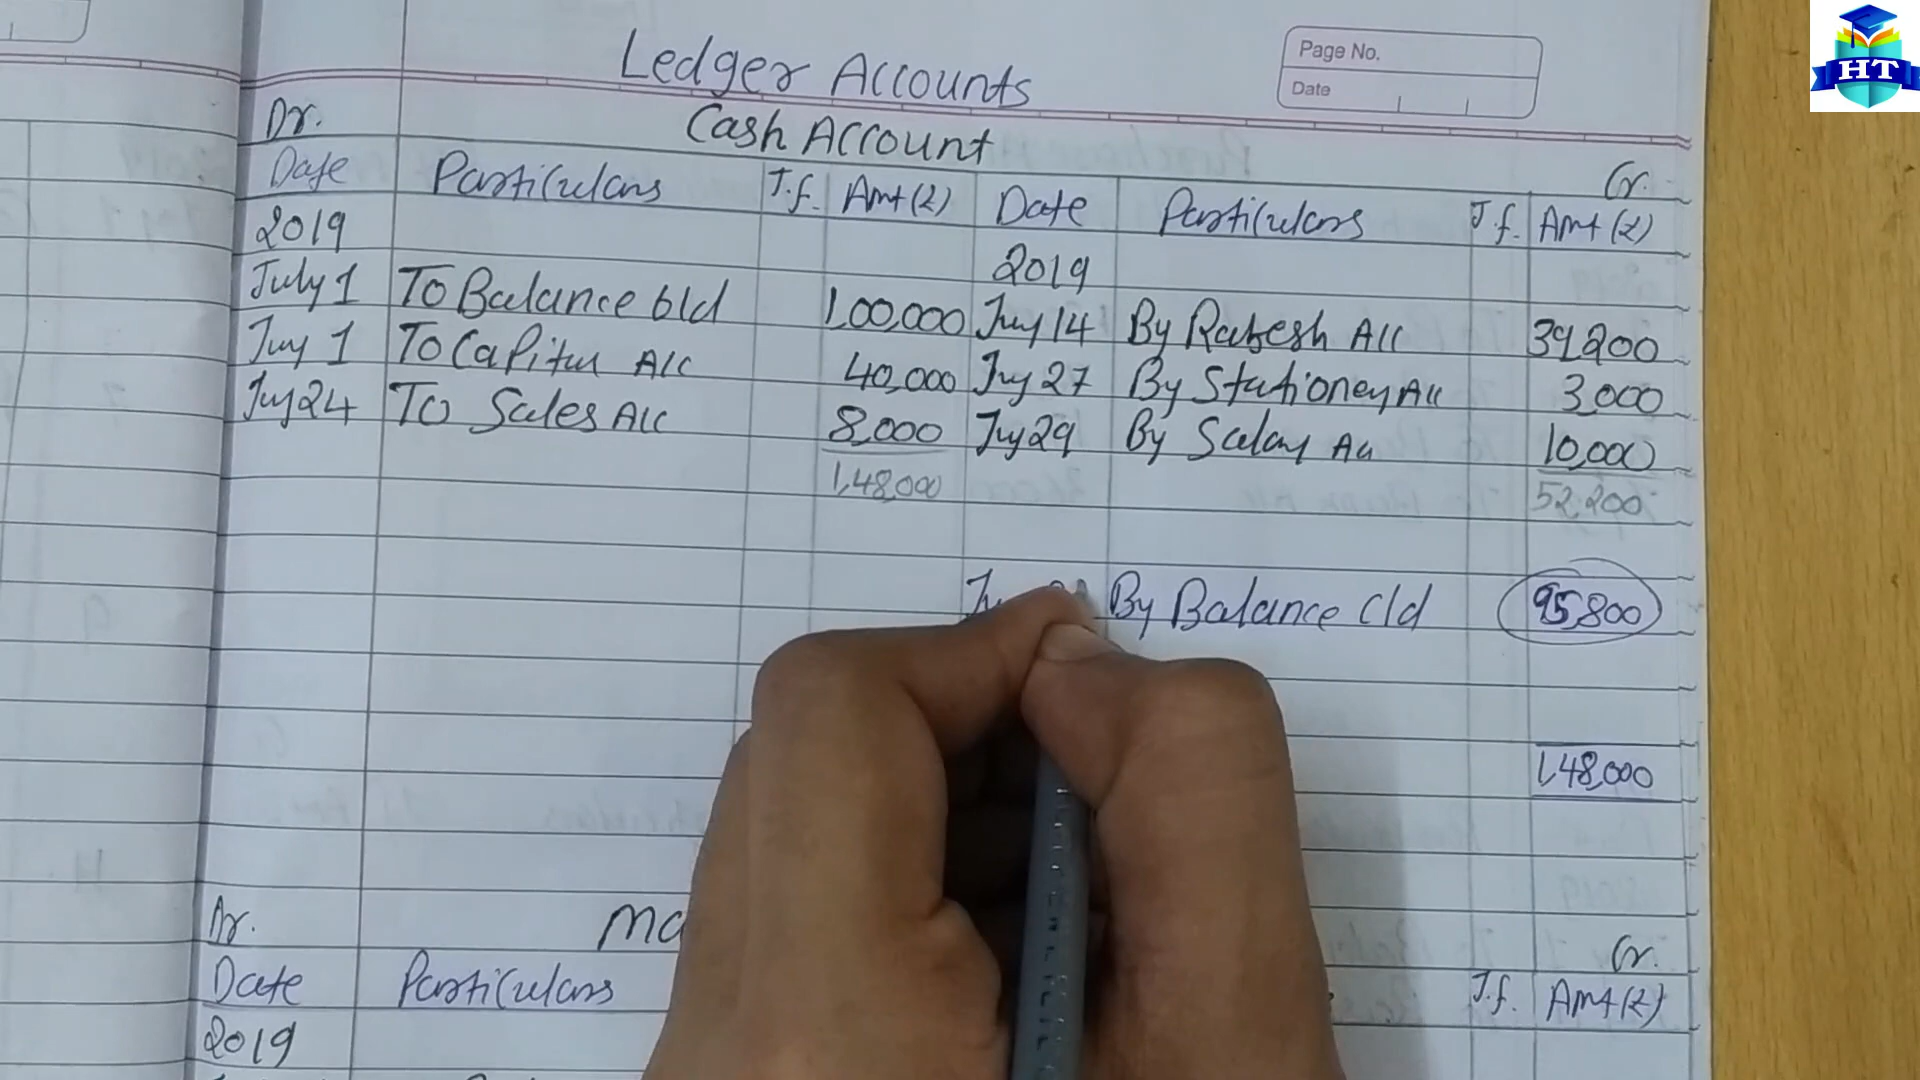 HT
Page No.
Date
Ledger Accounts
Dr. Cash Account Cr.
Date Particulars J.f. Amt(₹) Date Particulars J.f. Amt(₹)
2019 2019
July 1 To Balance b/d 1,00,000 July 14 By Rakesh A/c 39,200
July 1 To Capital A/c 40,000 July 27 By Stationey A/c 3,000
July 24 To Sales A/c 8,000 July 29 By Salary A/c 10,000
1,48,000 52,200
By Balance c/d 95,800
1,48,000
Dr. Cr.
Date Particulars J.f. Amt(₹)
2019